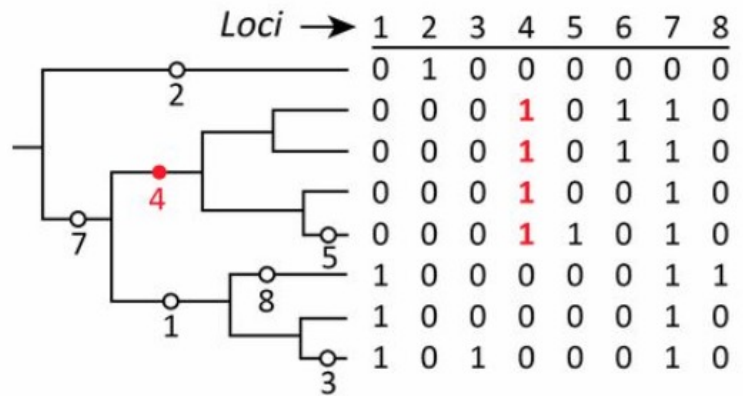 Loci 1 2 3 4 5 6 7 8
0 1 0 0 0 0 0 0
2
0 0 0 1 0 1 1 0
0 0 0 1 0 1 1 0
4
0 0 0 1 0 0 1 0
7
0 0 0 1 1 0 1 0
5
1 0 0 0 0 0 1 1
8
1
1 0 0 0 0 0 1 0
1 0 1 0 0 0 1 0
3